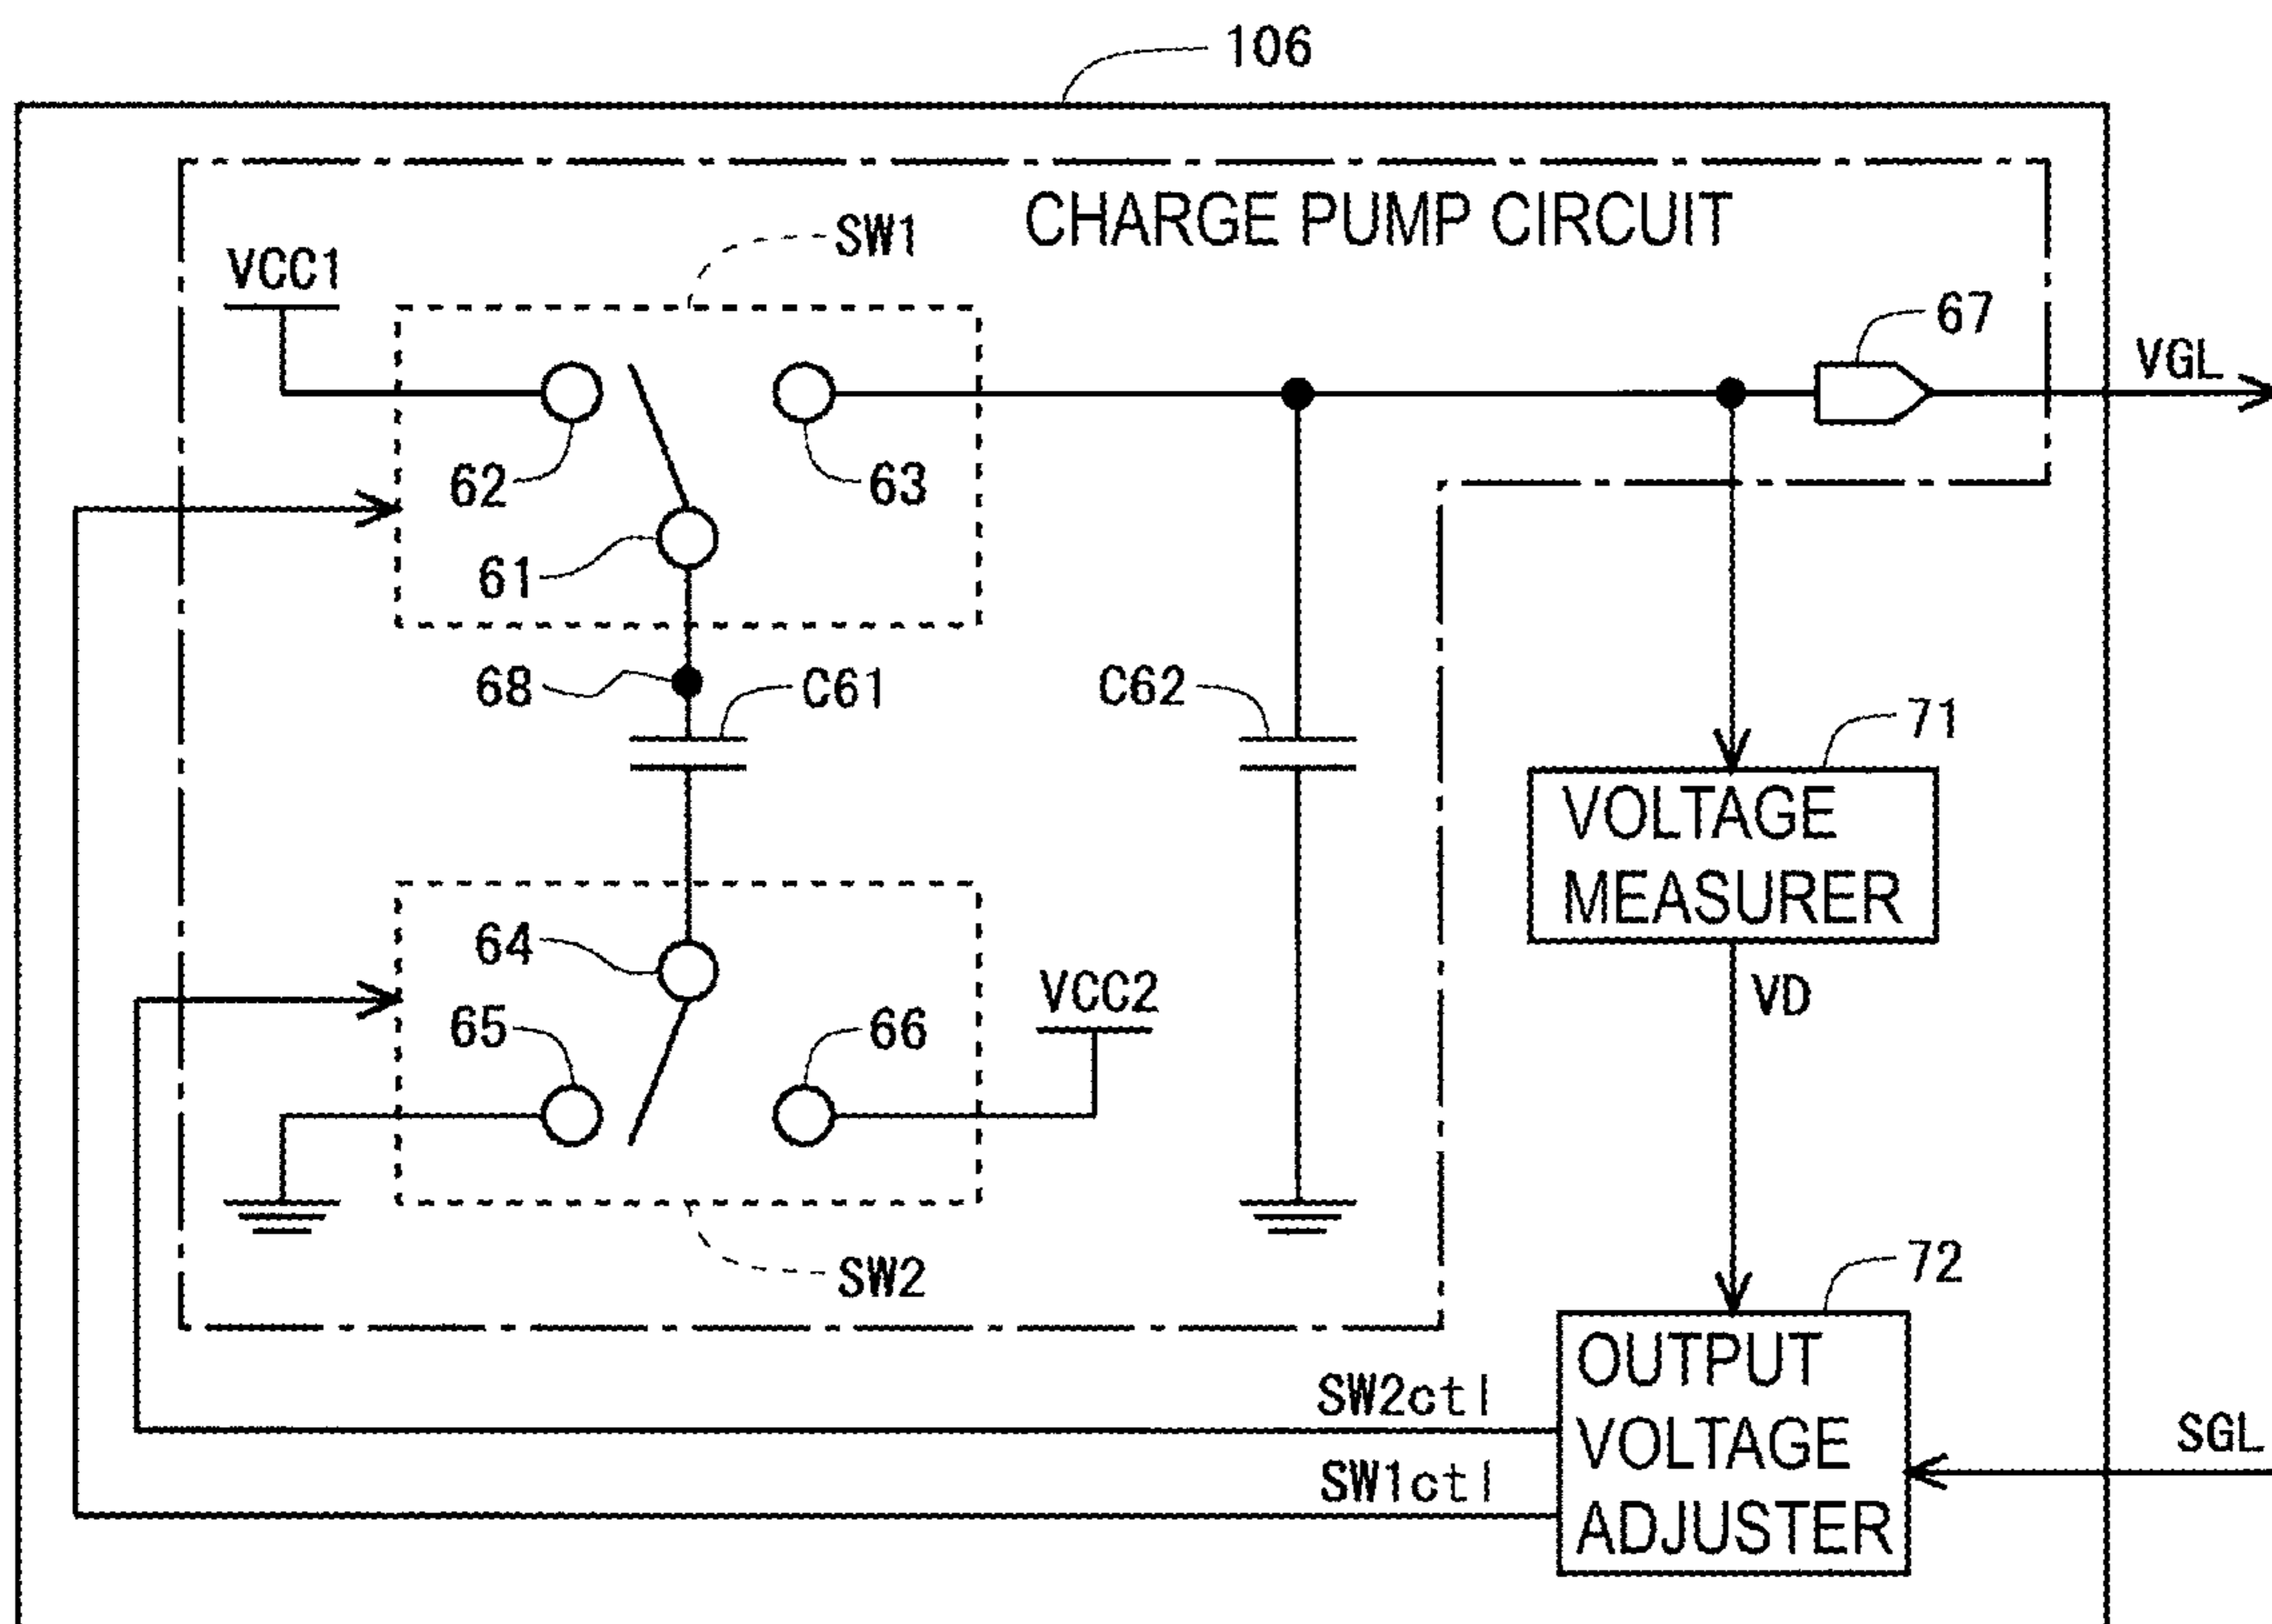 106
CHARGE PUMP CIRCUIT
SW1
VCC1
67
VGL
62
63
61
68
C61
C62
71
VOLTAGE
MEASURER
64
VCC2
VD
65
66
SW2
72
OUTPUT
VOLTAGE
ADJUSTER
SW2ctl
SGL
SW1ctl